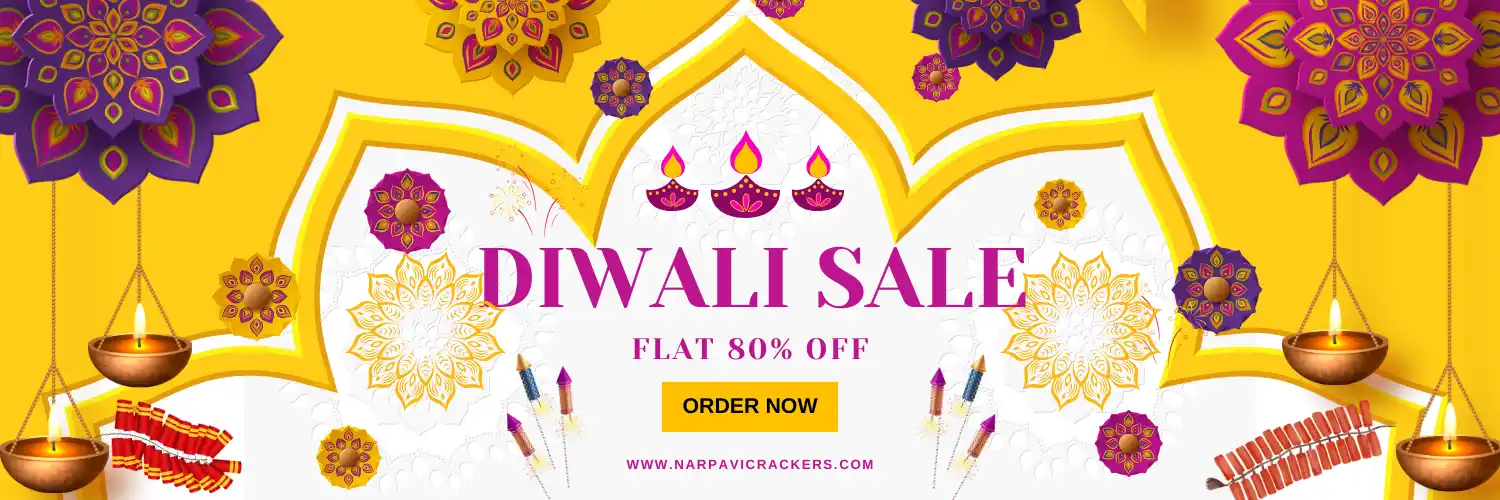 DIWALI SALE
FLAT 80% OFF
ORDER NOW
WWW.NARPAVICRACKERS.COM